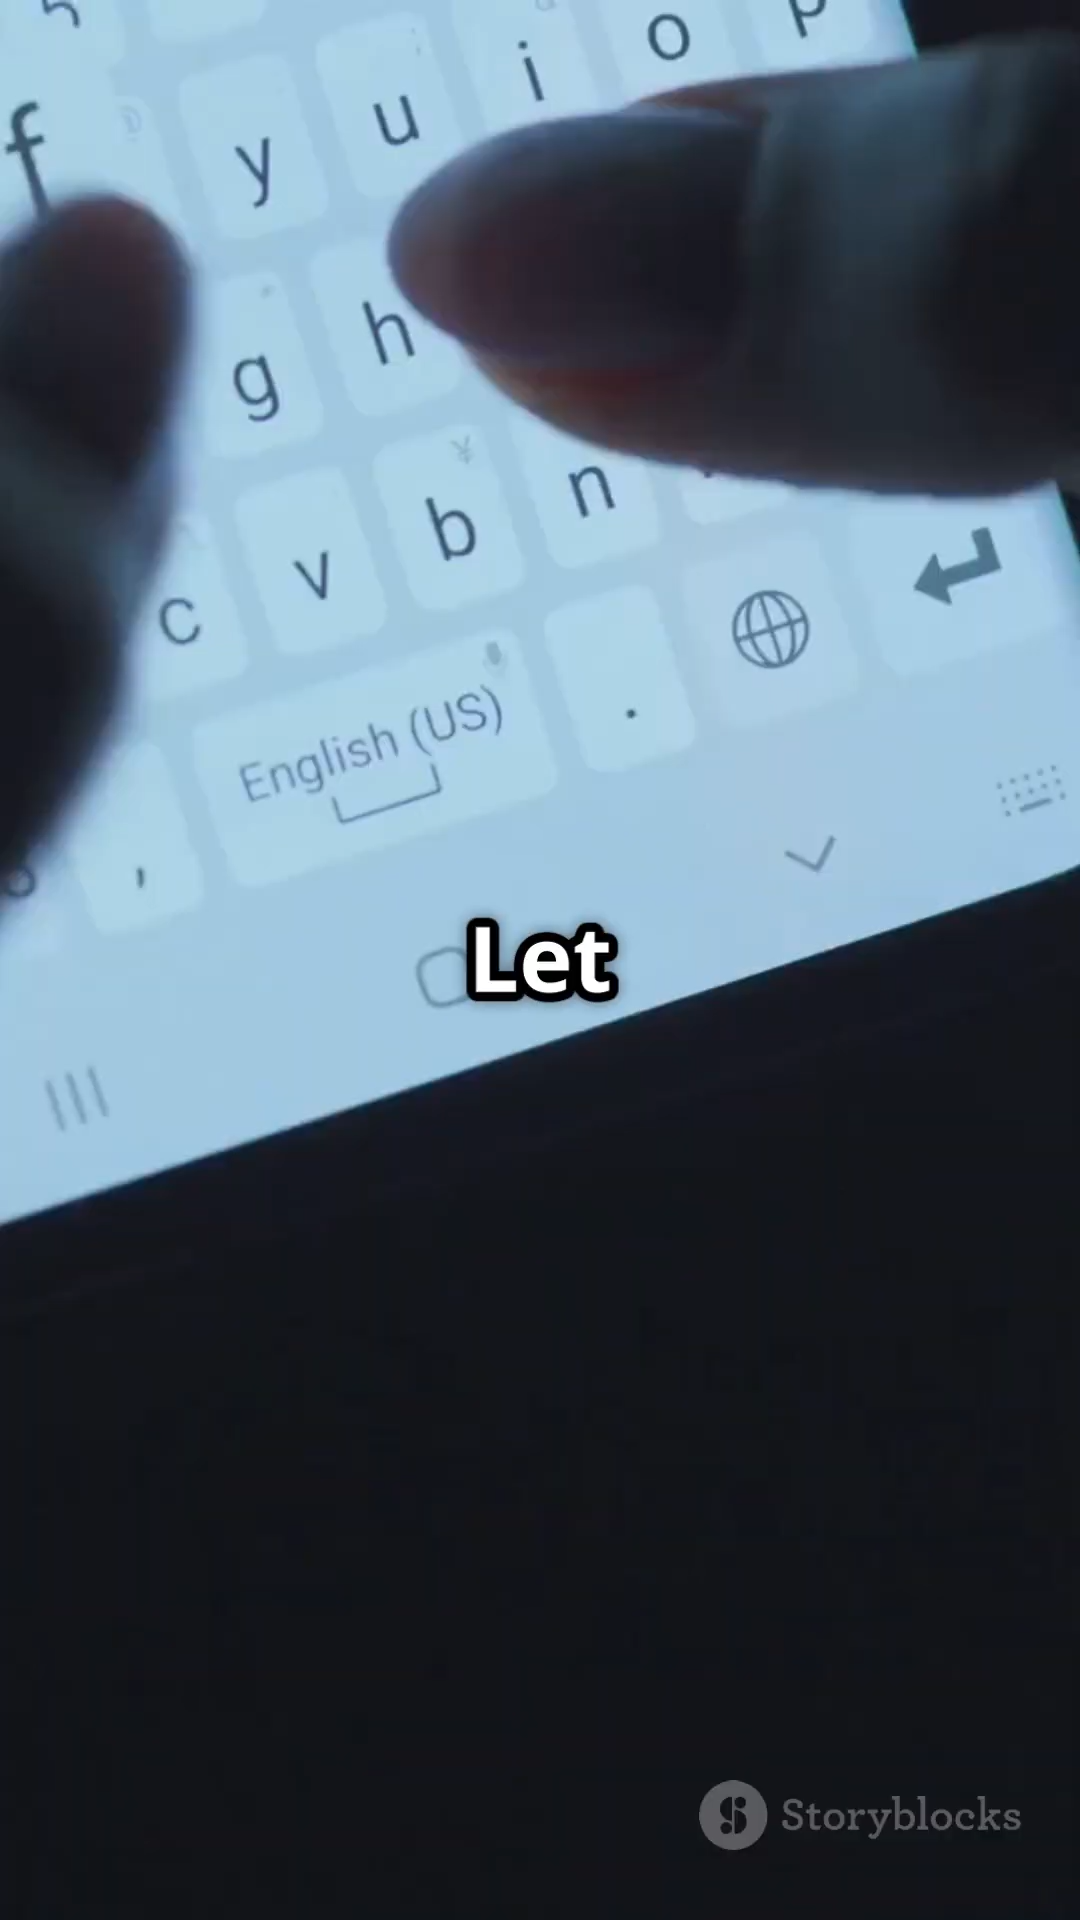 o p
y u i
f
g h
c v b n
¥
English (US)
, .
Let
Storyblocks